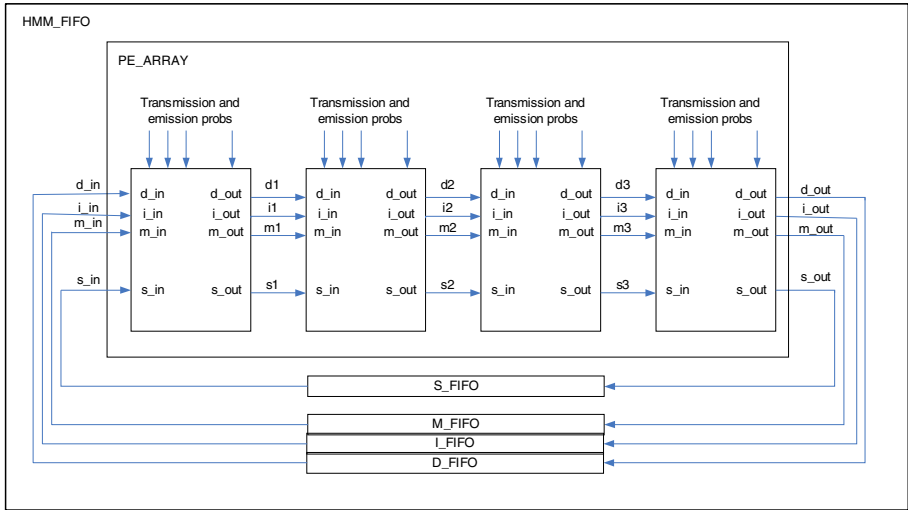 HMM_FIFO
PE_ARRAY
Transmission and emission probs
Transmission and emission probs
Transmission and emission probs
Transmission and emission probs
d_in d_in d_out d1 d_in d_out d2 d_in d_out d3 d_in d_out d_out
i_in i_in i_out i1 i_in i_out i2 i_in i_out i3 i_in i_out i_out
m_in m_in m_out m1 m_in m_out m2 m_in m_out m3 m_in m_out m_out
s_in s_in s_out s1 s_in s_out s2 s_in s_out s3 s_in s_out s_out
S_FIFO
M_FIFO
I_FIFO
D_FIFO